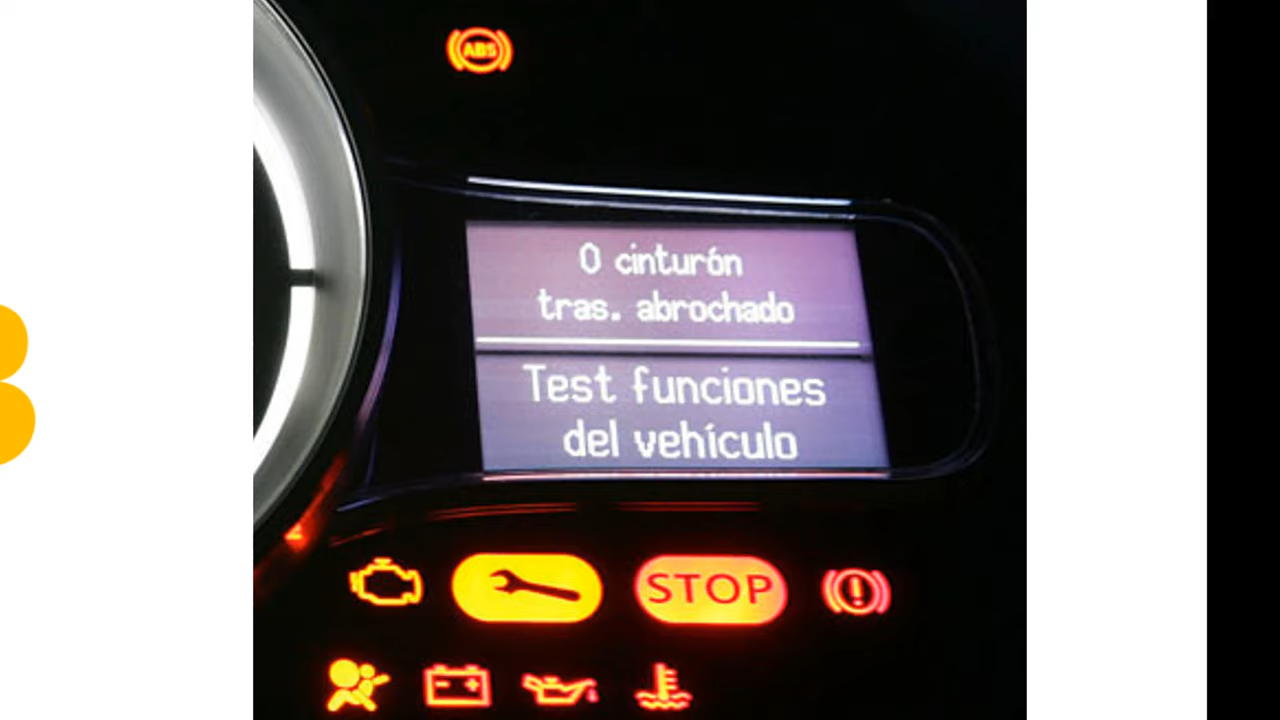 ABS
0 cinturón
tras. abrochado
Test funciones
del vehículo
STOP